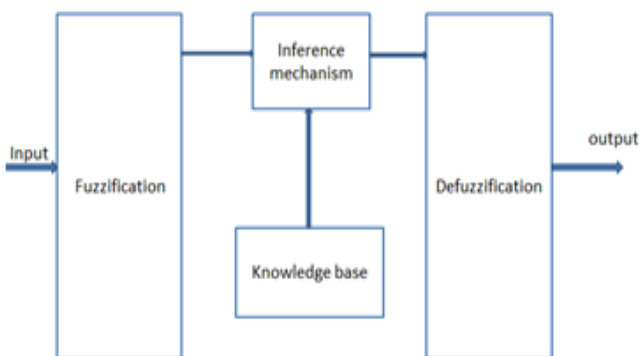 Input
Fuzzification
Inference
mechanism
Knowledge base
Defuzzification
output